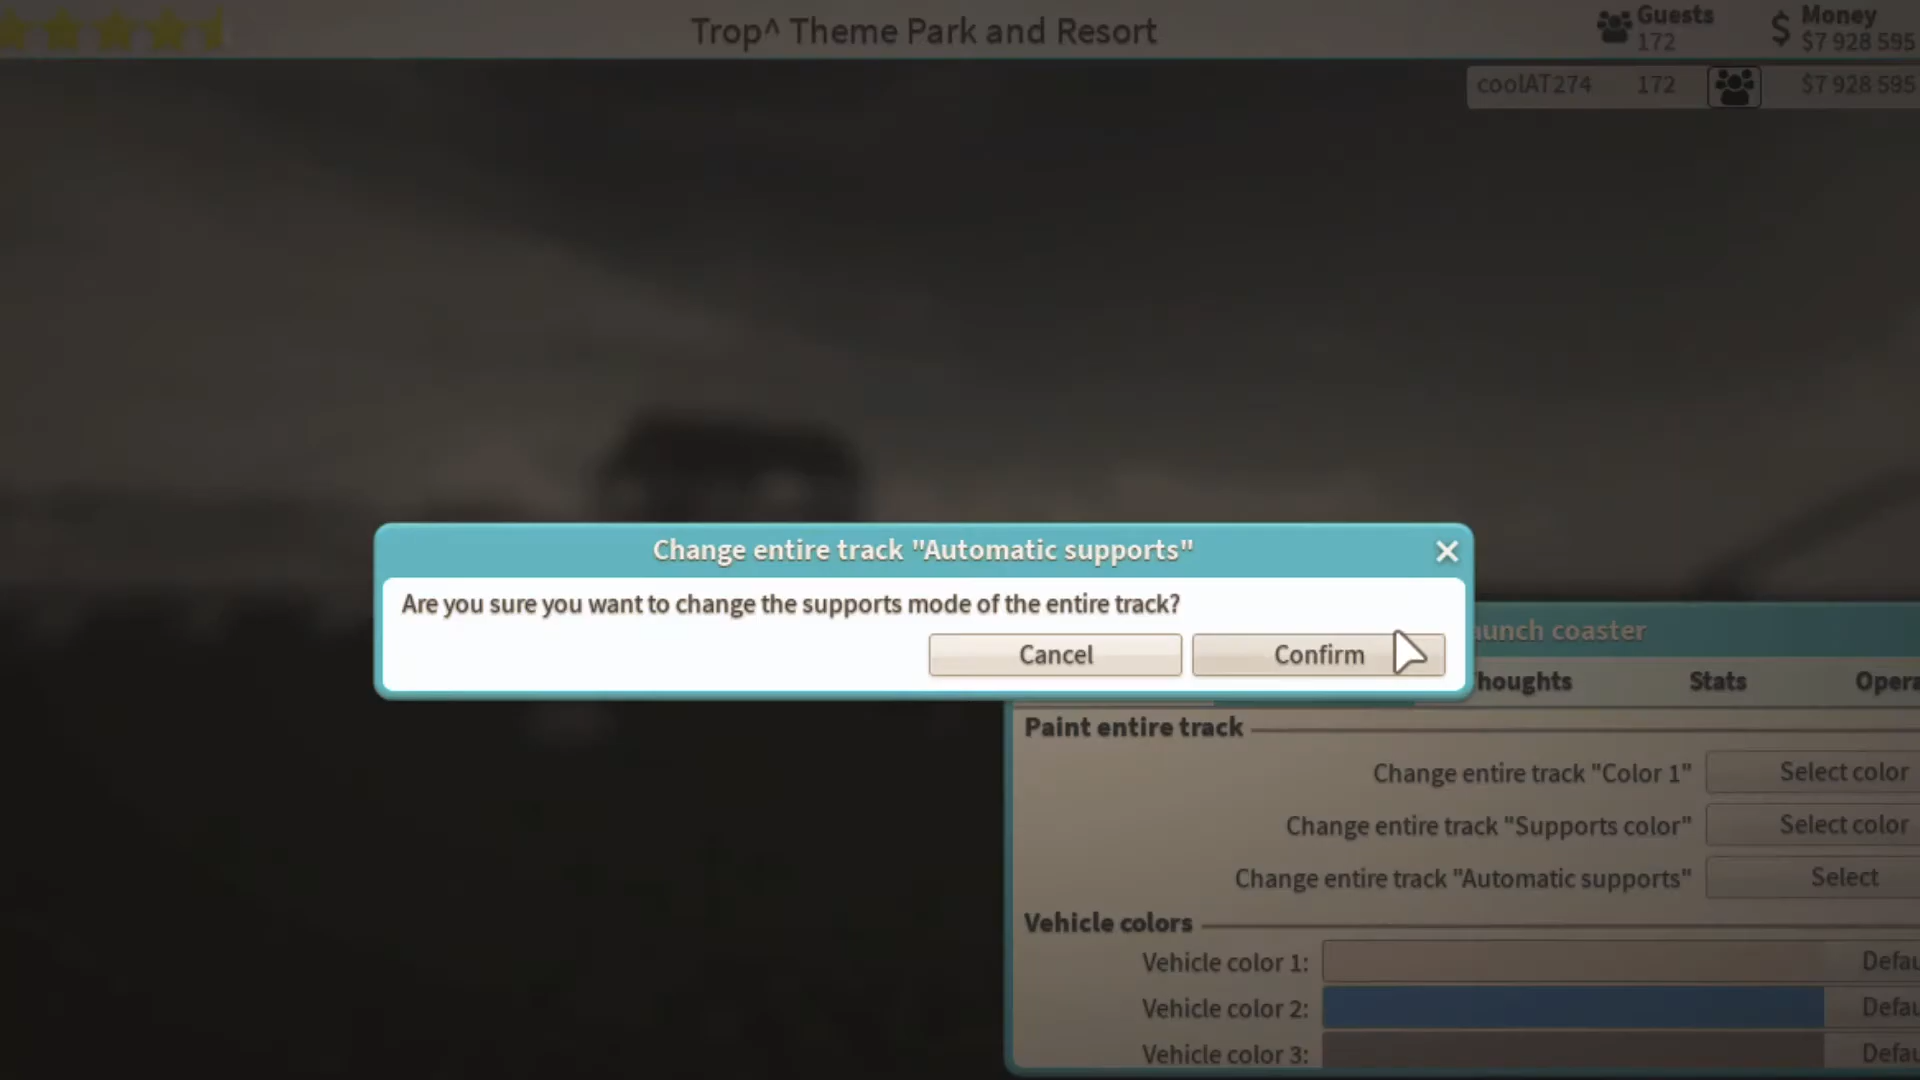 Trop^ Theme Park and Resort
Guests
172
$
Money
$7 928 595
coolAT274 172 $7 928 595
Change entire track "Automatic supports"
Are you sure you want to change the supports mode of the entire track?
Cancel Confirm
coaster
Stats
Paint entire track
Change entire track "Color 1" Select color
Change entire track "Supports color" Select color
Change entire track "Automatic supports" Select
Vehicle colors
Vehicle color 1:
Vehicle color 2:
Vehicle color 3: